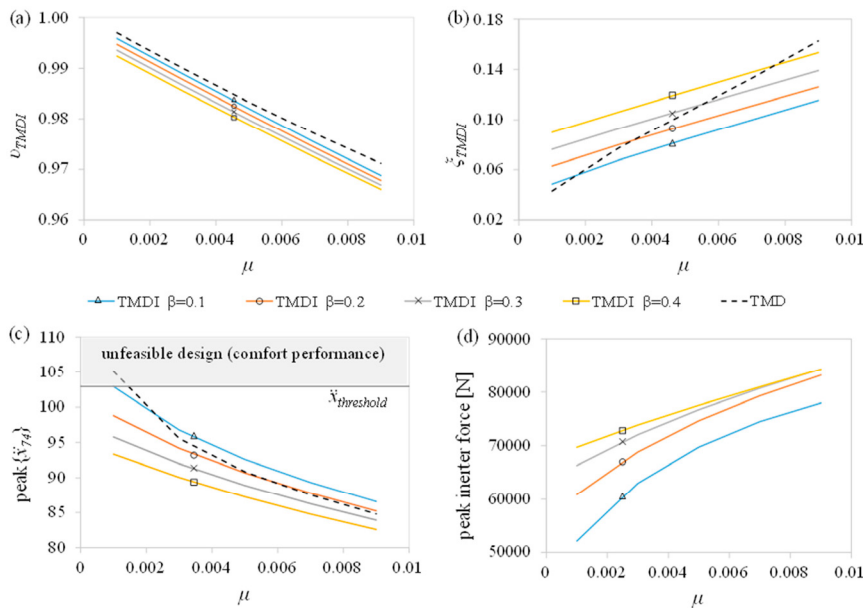 (a)
1.00
0.99
0.98
0.97
0.96
υTMDI
0 0.002 0.004 0.006 0.008 0.01
μ
(b)
0.18
0.14
0.10
0.06
0.02
ξTMDI
0 0.002 0.004 0.006 0.008 0.01
μ
TMDI β=0.1 TMDI β=0.2 TMDI β=0.3 TMDI β=0.4 TMD
(c)
110
105
100
95
90
85
80
peak{ẍ74}
unfeasible design (comfort performance)
ẍthreshold
0 0.002 0.004 0.006 0.008 0.01
μ
(d)
90000
80000
70000
60000
50000
peak inerter force [N]
0 0.002 0.004 0.006 0.008 0.01
μ